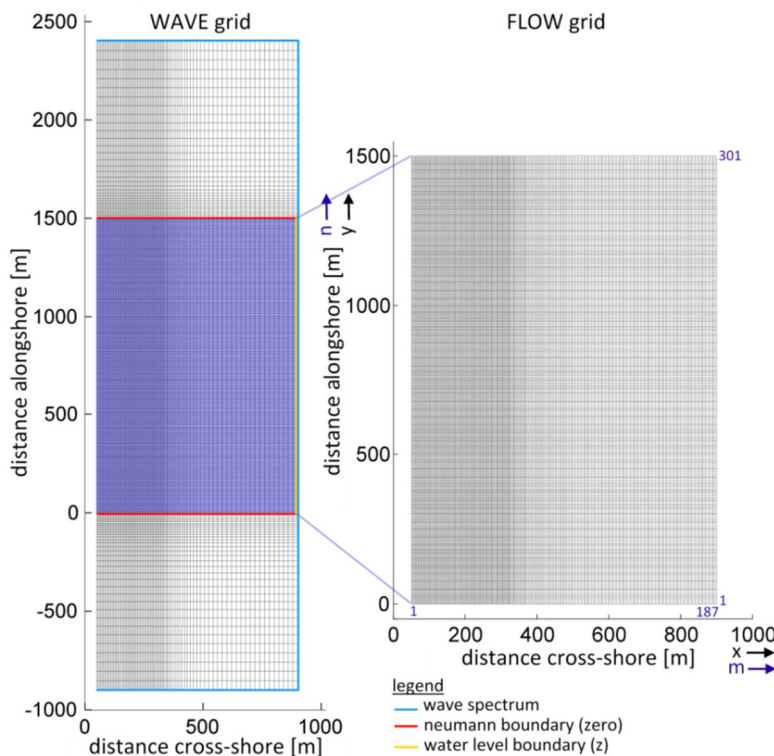 WAVE grid
FLOW grid
2500
2000
1500
1000
500
0
-500
-1000
distance alongshore [m]
0
500
1000
distance cross-shore [m]
n
y
1500
1000
500
0
distance alongshore [m]
301
1
187
1
0
200
400
600
800
1000
distance cross-shore [m]
x
m
legend
wave spectrum
neumann boundary (zero)
water level boundary (z)